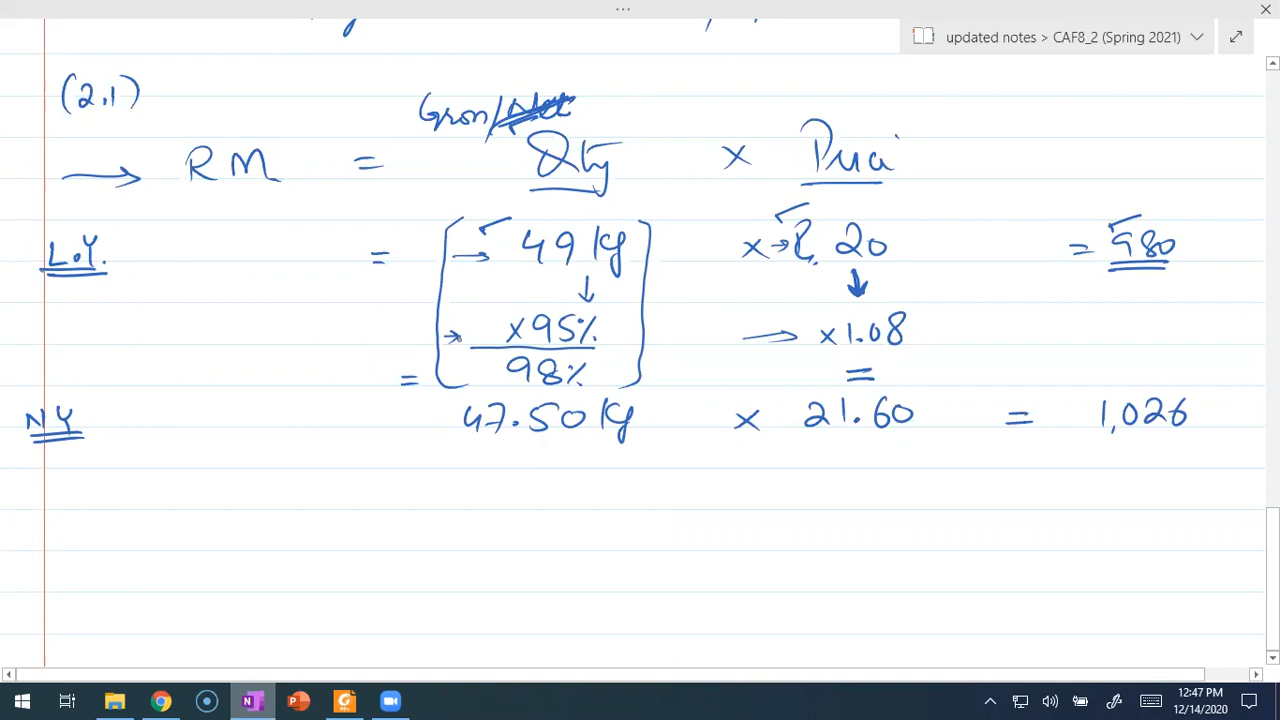 updated notes > CAF8_2 (Spring 2021)
(2.1)
Gross/
→ RM = Qty x Price
L.Y. = [ → 49 Kg ] x → R. 20 = 980
→ x 95% → x 1.08
= 98% =
NY 47.50 Kg x 21.60 = 1,026
12:47 PM
12/14/2020